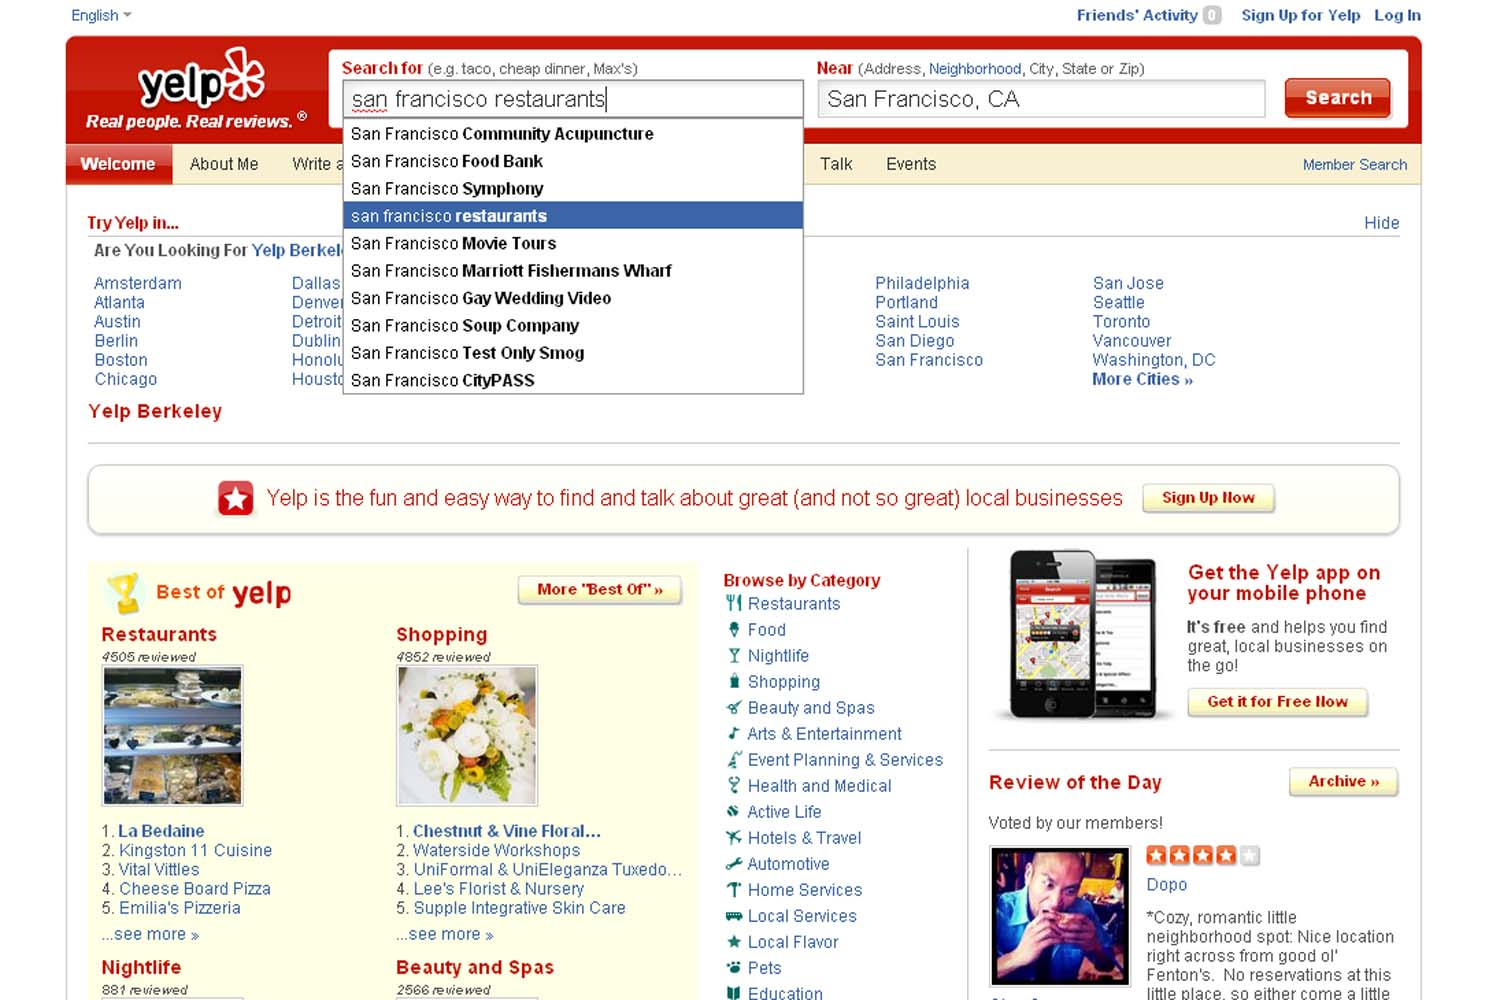 English
Friends' Activity 0 Sign Up for Yelp Log In
yelp
Real people. Real reviews. ®
Search for (e.g. taco, cheap dinner, Max's)
san francisco restaurants
Near (Address, Neighborhood, City, State or Zip)
San Francisco, CA
Search
San Francisco Community Acupuncture
San Francisco Food Bank
San Francisco Symphony
san francisco restaurants
San Francisco Movie Tours
San Francisco Marriott Fishermans Wharf
San Francisco Gay Wedding Video
San Francisco Soup Company
San Francisco Test Only Smog
San Francisco CityPASS
Welcome About Me Write a Talk Events Member Search
Try Yelp in... Hide
Are You Looking For Yelp Berkel
Amsterdam
Atlanta
Austin
Berlin
Boston
Chicago
Dallas
Denve
Detroit
Dublin
Honolu
Housto
Philadelphia
Portland
Saint Louis
San Diego
San Francisco
San Jose
Seattle
Toronto
Vancouver
Washington, DC
More Cities »
Yelp Berkeley
Yelp is the fun and easy way to find and talk about great (and not so great) local businesses Sign Up Now
Best of yelp More "Best Of" »
Restaurants
4505 reviewed
1. La Bedaine
2. Kingston 11 Cuisine
3. Vital Vittles
4. Cheese Board Pizza
5. Emilia's Pizzeria
...see more »
Shopping
4852 reviewed
1. Chestnut & Vine Floral...
2. Waterside Workshops
3. UniFormal & UniEleganza Tuxedo...
4. Lee's Florist & Nursery
5. Supple Integrative Skin Care
...see more »
Nightlife
881 reviewed
Beauty and Spas
2566 reviewed
Browse by Category
Restaurants
Food
Nightlife
Shopping
Beauty and Spas
Arts & Entertainment
Event Planning & Services
Health and Medical
Active Life
Hotels & Travel
Automotive
Home Services
Local Services
Local Flavor
Pets
Education
Get the Yelp app on
your mobile phone
It's free and helps you find
great, local businesses on
the go!
Get it for Free Now
Review of the Day Archive »
Voted by our members!
Dopo
*Cozy, romantic little
neighborhood spot: Nice location
right across from good ol'
Fenton's. No reservations at this
little place, so either come a little